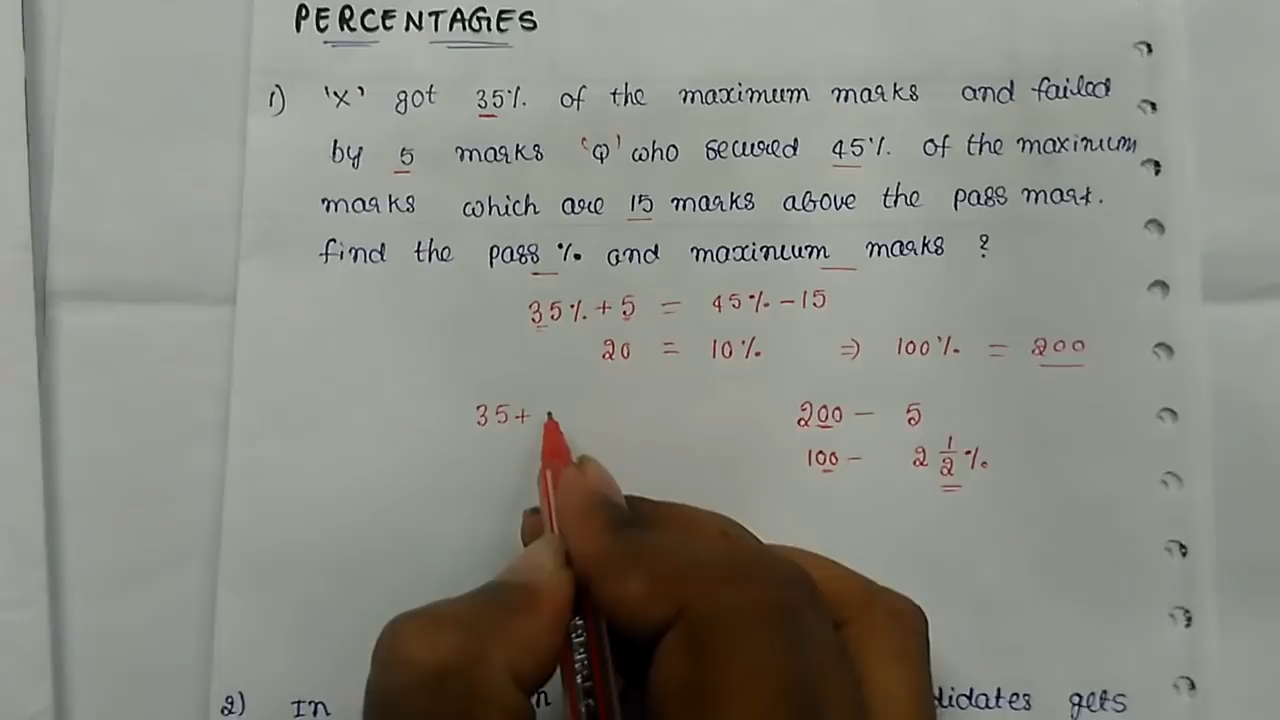 PERCENTAGES
1) 'X' got 35% of the maximum marks and failed
by 5 marks 'Q' who secured 45% of the maximum
marks which are 15 marks above the pass mark.
find the pass % and maximum marks ?
35% + 5 = 45% - 15
20 = 10% ⇒ 100% = 200
35 +
200 - 5
100 - 2 1/2 %
2) In didates gets